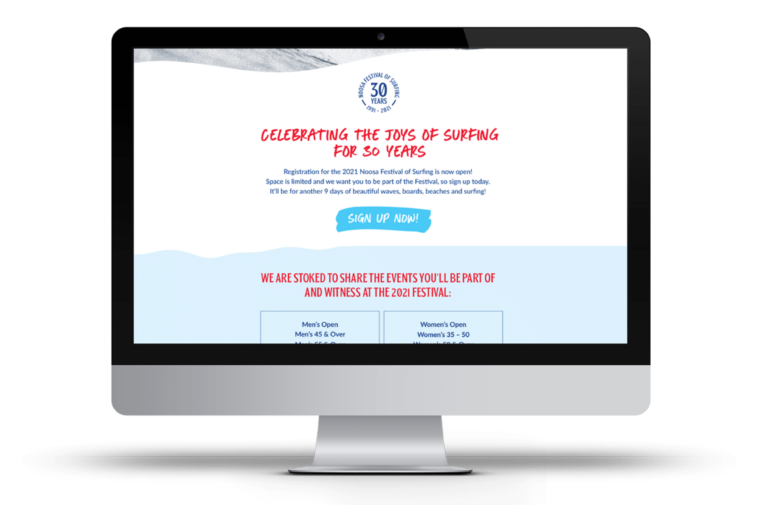 NOOSA FESTIVAL OF SURFING
30
YEARS
1991 - 2021
CELEBRATING THE JOYS OF SURFING
FOR 30 YEARS
Registration for the 2021 Noosa Festival of Surfing is now open!
Space is limited and we want you to be part of the Festival, so sign up today.
It'll be for another 9 days of beautiful waves, boards, beaches and surfing!
SIGN UP NOW!
WE ARE STOKED TO SHARE THE EVENTS YOU'LL BE PART OF
AND WITNESS AT THE 2021 FESTIVAL:
Men's Open
Men's 45 & Over
Women's Open
Women's 35 – 50